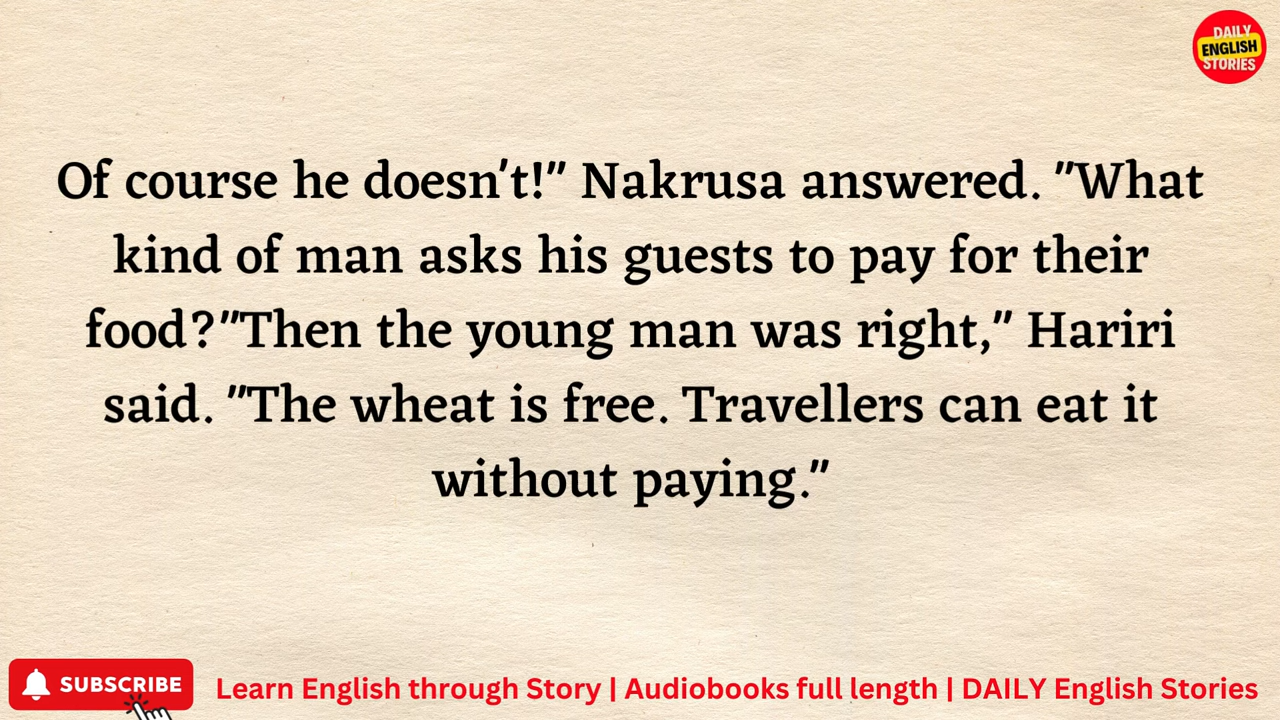 DAILY
ENGLISH
STORIES
Of course he doesn't!" Nakrusa answered. "What
kind of man asks his guests to pay for their
food?"Then the young man was right," Hariri
said. "The wheat is free. Travellers can eat it
without paying."
SUBSCRIBE
Learn English through Story | Audiobooks full length | DAILY English Stories